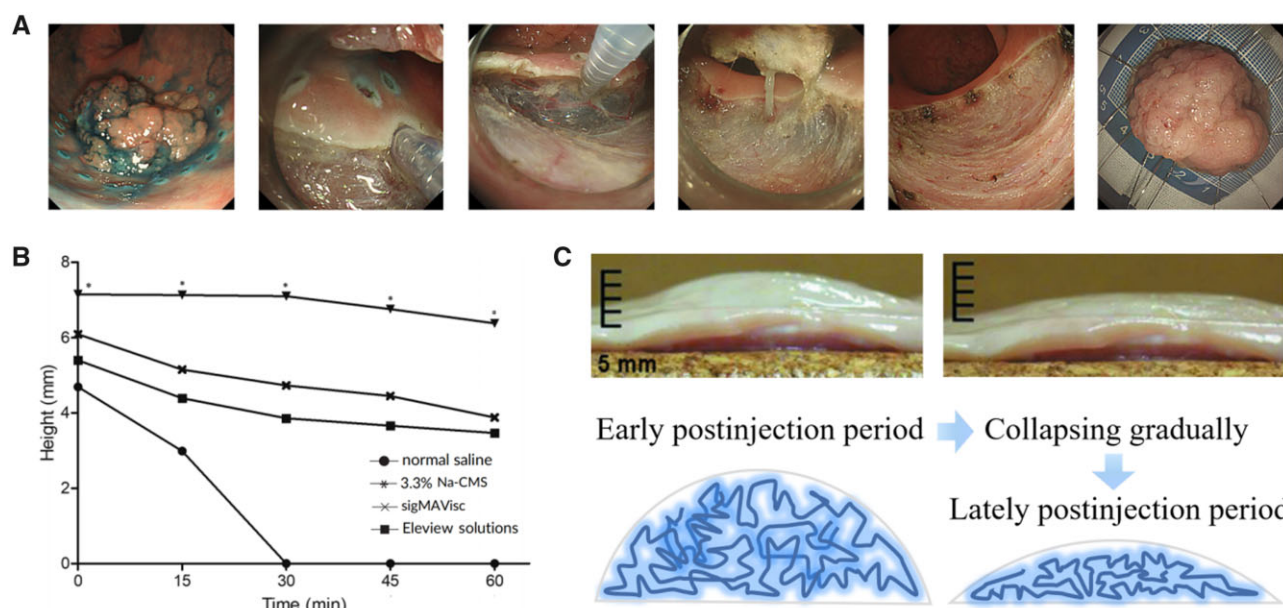 A
B
8
6
4
2
0
Height (mm)
0 15 30 45 60
Time (min)
* * * * *
normal saline
3.3% Na-CMS
sigMAVisc
Eleview solutions
C
5 mm
Early postinjection period
Collapsing gradually
Lately postinjection period